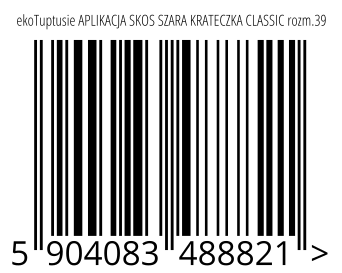 ekoTuptusie APLIKACJA SKOS SZARA KRATECZKA CLASSIC rozm.39
5 904083 488821 >